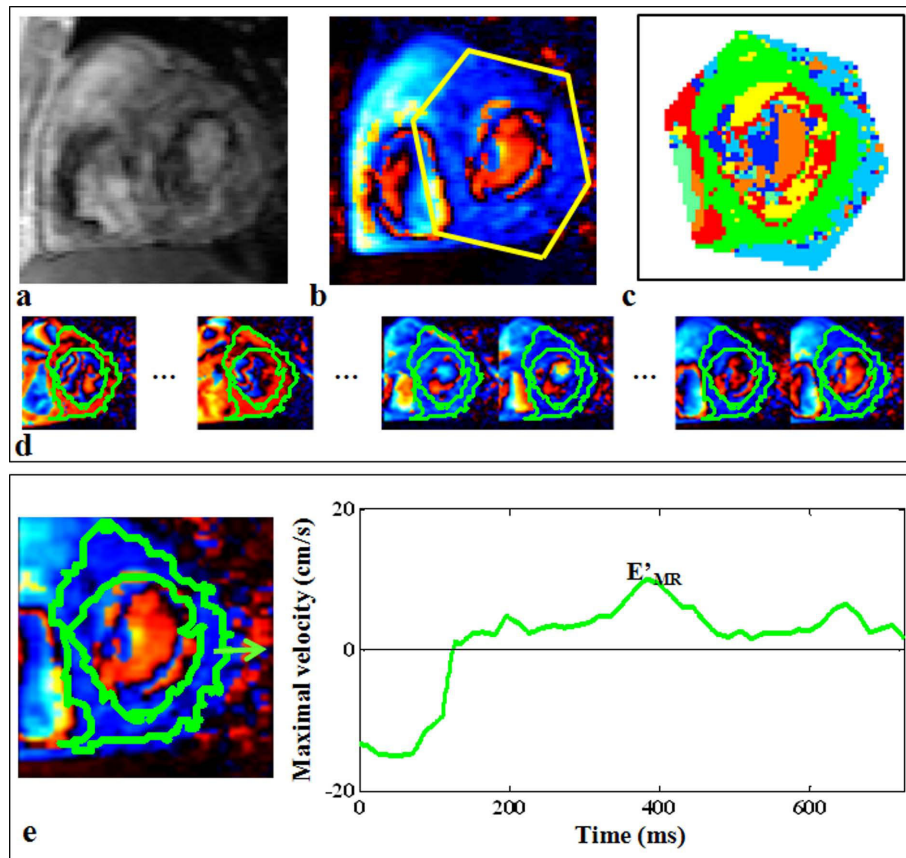 a
b
c
... ... ...
d
20
0
-20
Maximal velocity (cm/s)
E'MR
0 200 400 600
Time (ms)
e